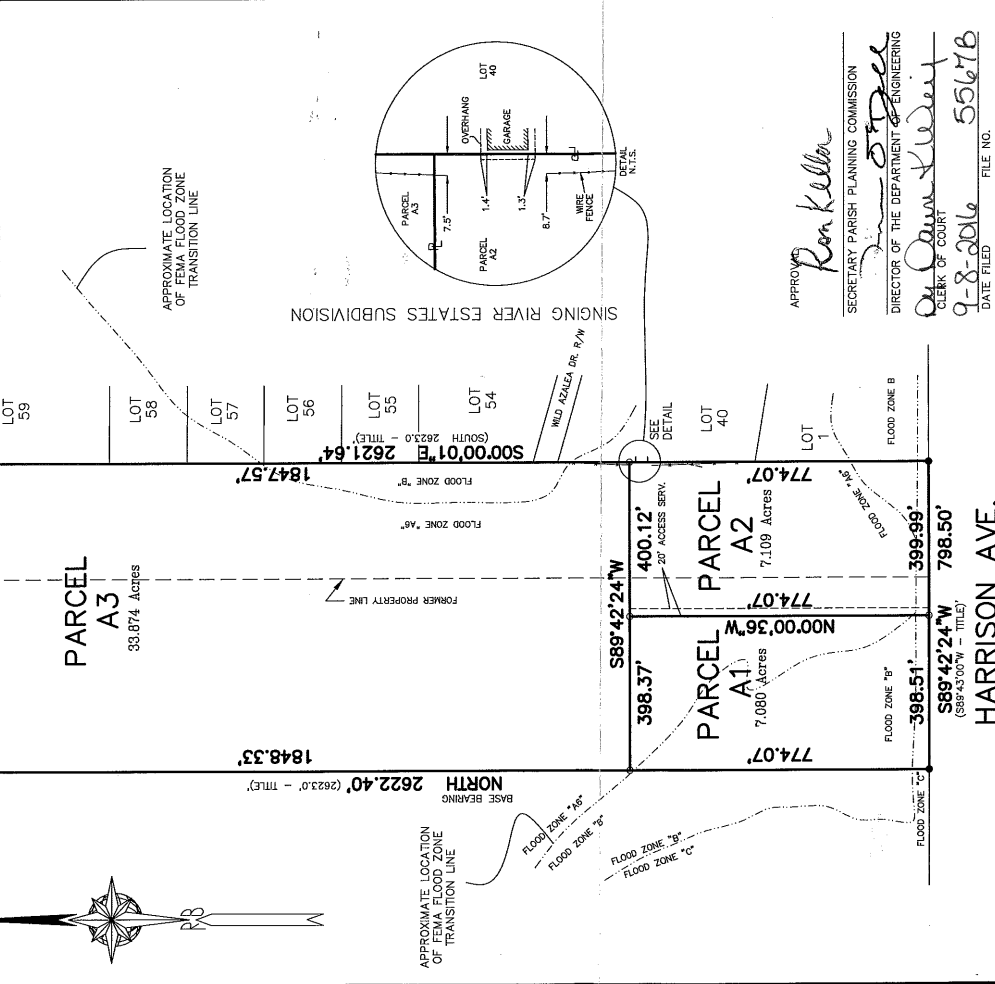 LOT
59
LOT
58
LOT
57
LOT
56
LOT
55
LOT
54
WILD AZALEA DR. R/W
APPROXIMATE LOCATION
OF FEMA FLOOD ZONE
TRANSITION LINE
SINGING RIVER ESTATES SUBDIVISION
PARCEL
A3
7.5'
PARCEL
A2
1.4'
1.3'
8.7'
OVERHANG
GARAGE
WIRE
FENCE
LOT
40
DETAIL
N.T.S.
SEE
DETAIL
LOT
40
LOT
1
FLOOD ZONE B
S00°00'01"E 2621.64'
(SOUTH 2623.0' - TITLE)
1847.57'
FLOOD ZONE "B"
FLOOD ZONE "A6"
PARCEL
A3
33.874 Acres
FORMER PROPERTY LINE
S89°42'24"W
400.12'
20' ACCESS SERV.
PARCEL
A2
7.109 Acres
774.07'
774.07'
FLOOD ZONE "A6"
399.99'
N00°00'36"W
398.37'
PARCEL
A1
7.080 Acres
774.07'
FLOOD ZONE "B"
398.51'
798.50'
S89°42'24"W
(S89°43'00"W - TITLE)'
HARRISON AVE.
1848.33'
BASE BEARING
NORTH 2622.40' (2623.0' - TITLE')
APPROXIMATE LOCATION
OF FEMA FLOOD ZONE
TRANSITION LINE
FLOOD ZONE "A6"
FLOOD ZONE "B"
FLOOD ZONE "B"
FLOOD ZONE "C"
FLOOD ZONE "C"
APPROVAL
Ron Keller
SECRETARY PARISH PLANNING COMMISSION
DIRECTOR OF THE DEPARTMENT OF ENGINEERING
CLERK OF COURT
9-8-2016 5567B
DATE FILED FILE NO.